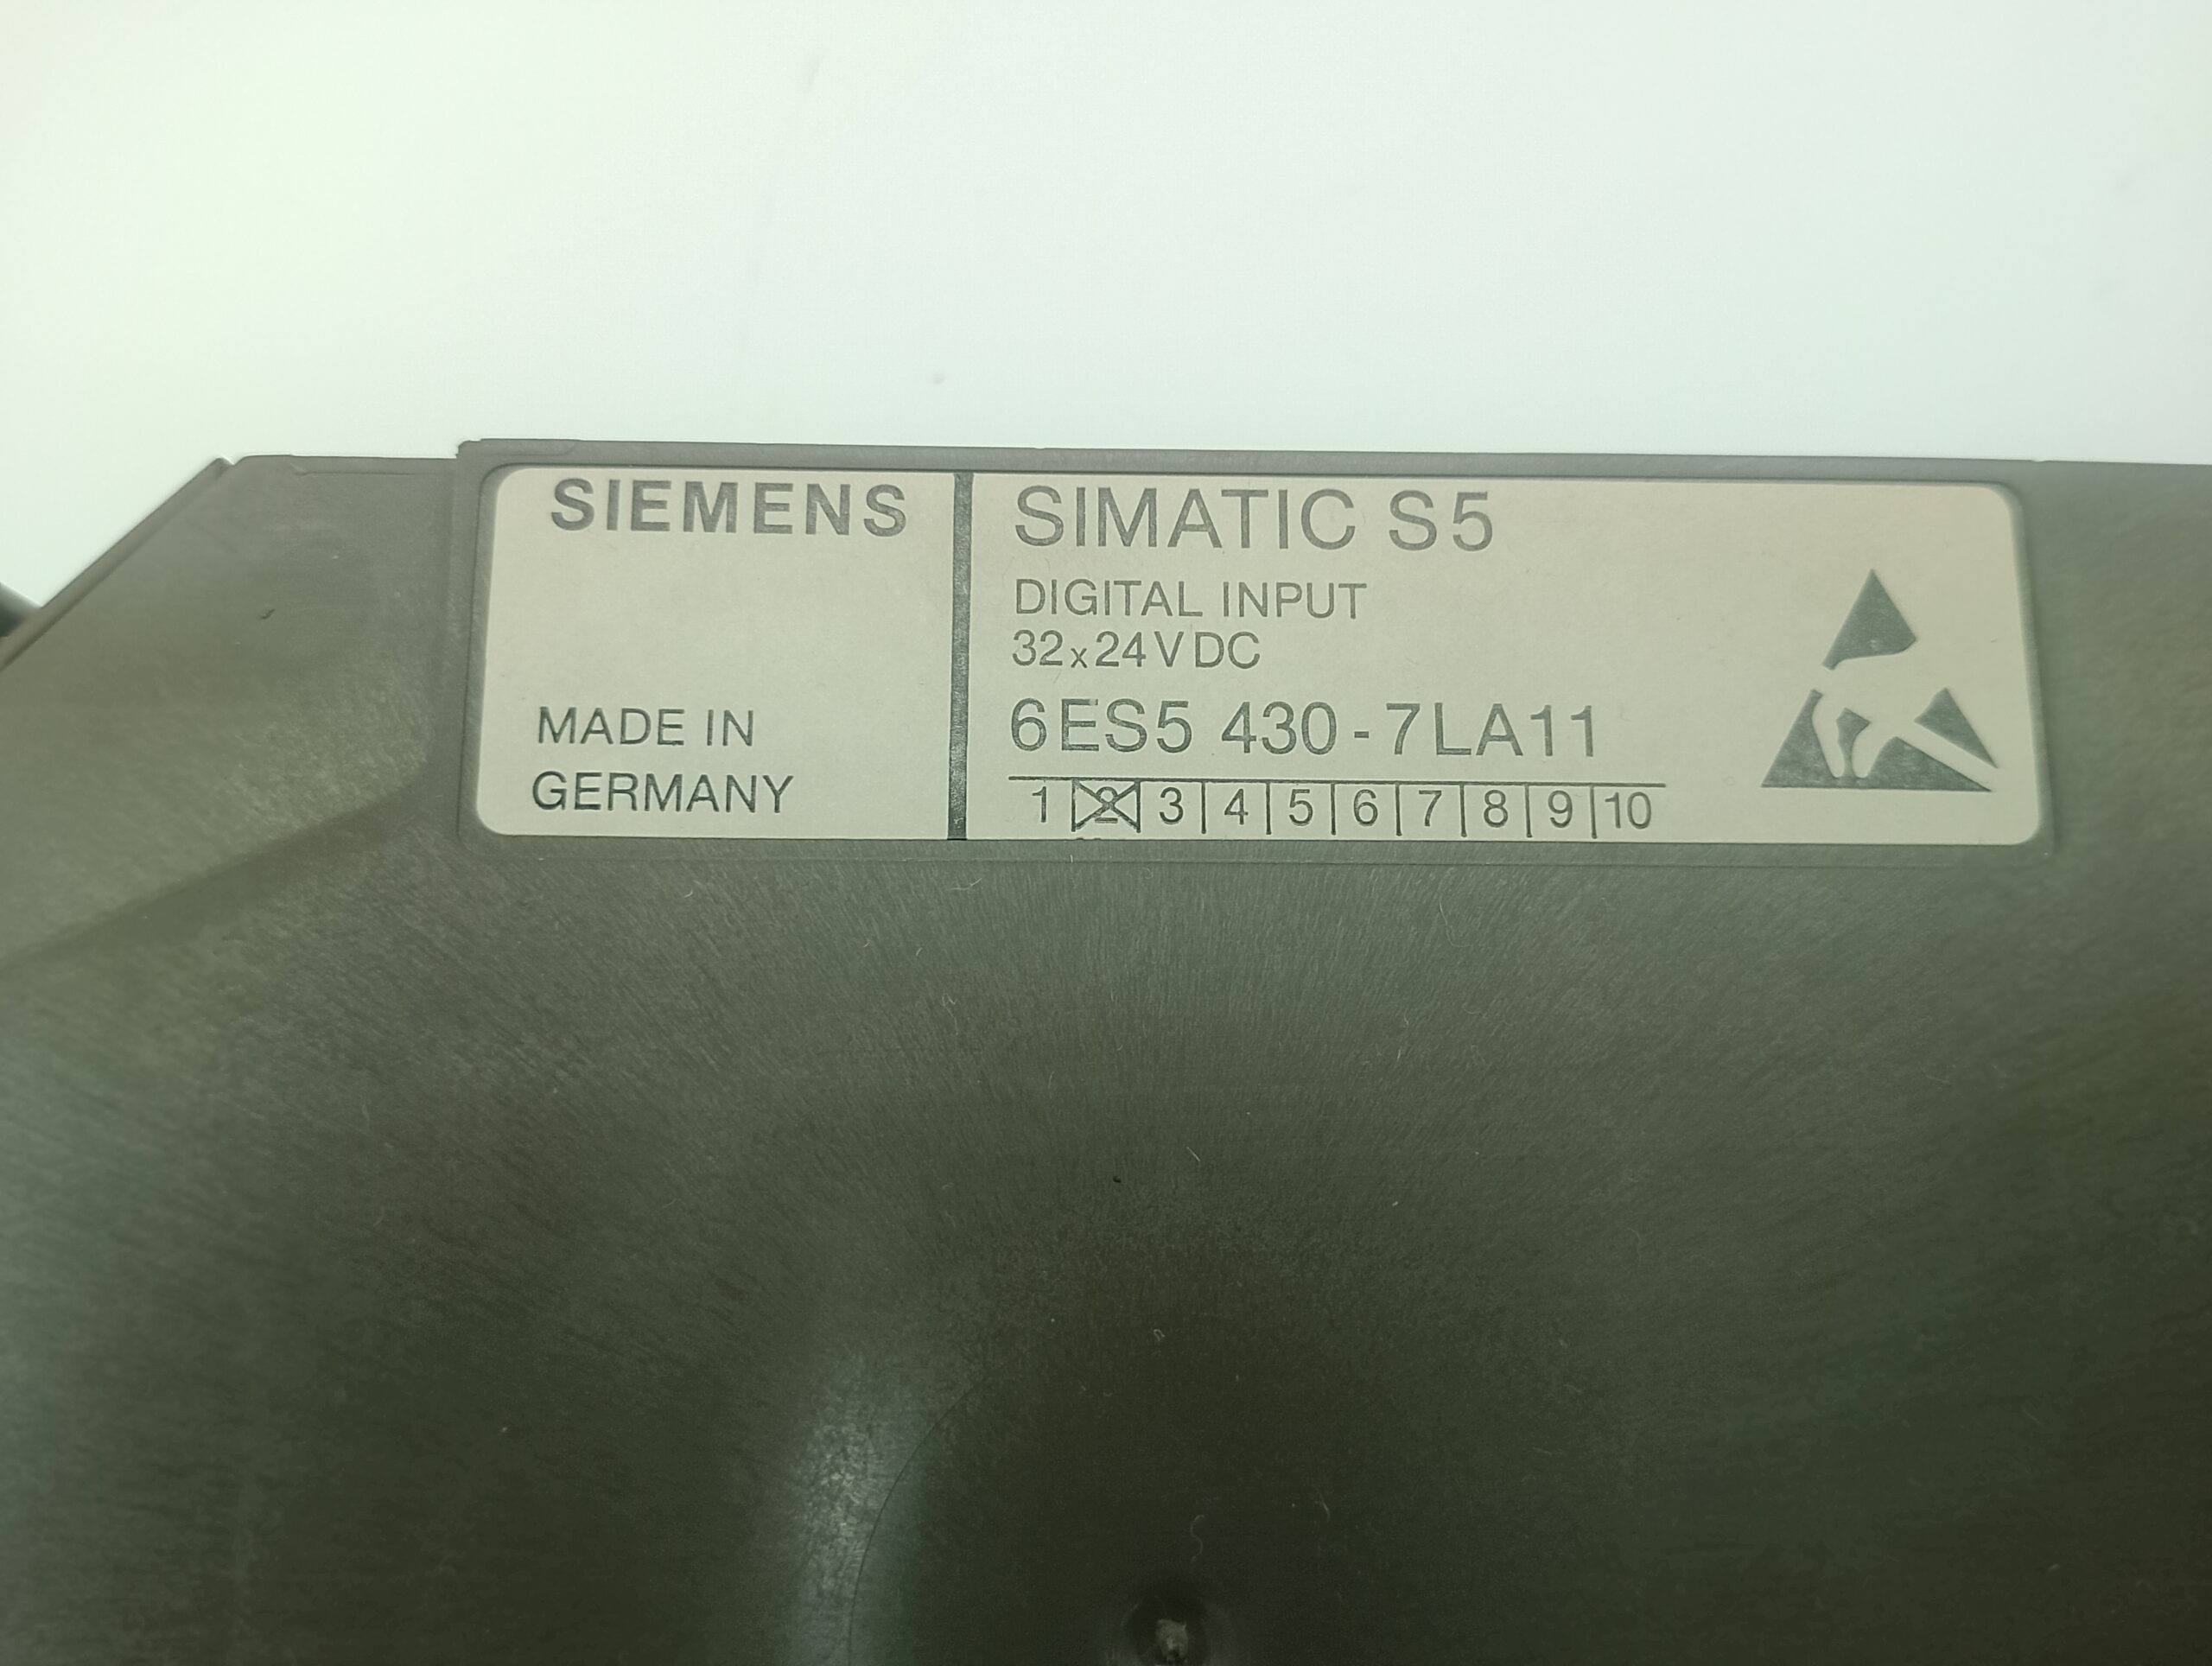 SIEMENS
MADE IN
GERMANY
SIMATIC S5
DIGITAL INPUT
32x24VDC
6ES5 430-7LA11
1 2 3 4 5 6 7 8 9 10